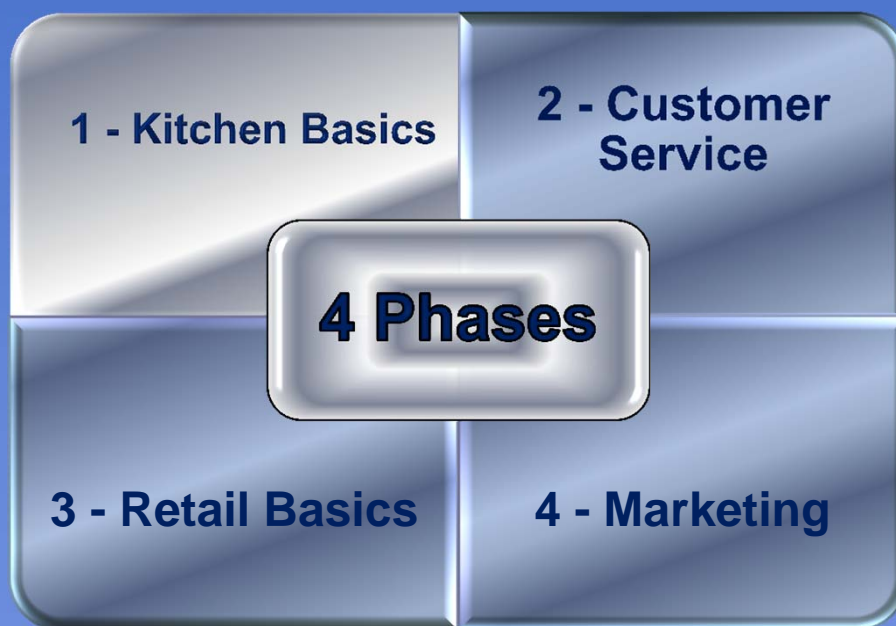 1 - Kitchen Basics
2 - Customer
Service
4 Phases
3 - Retail Basics
4 - Marketing